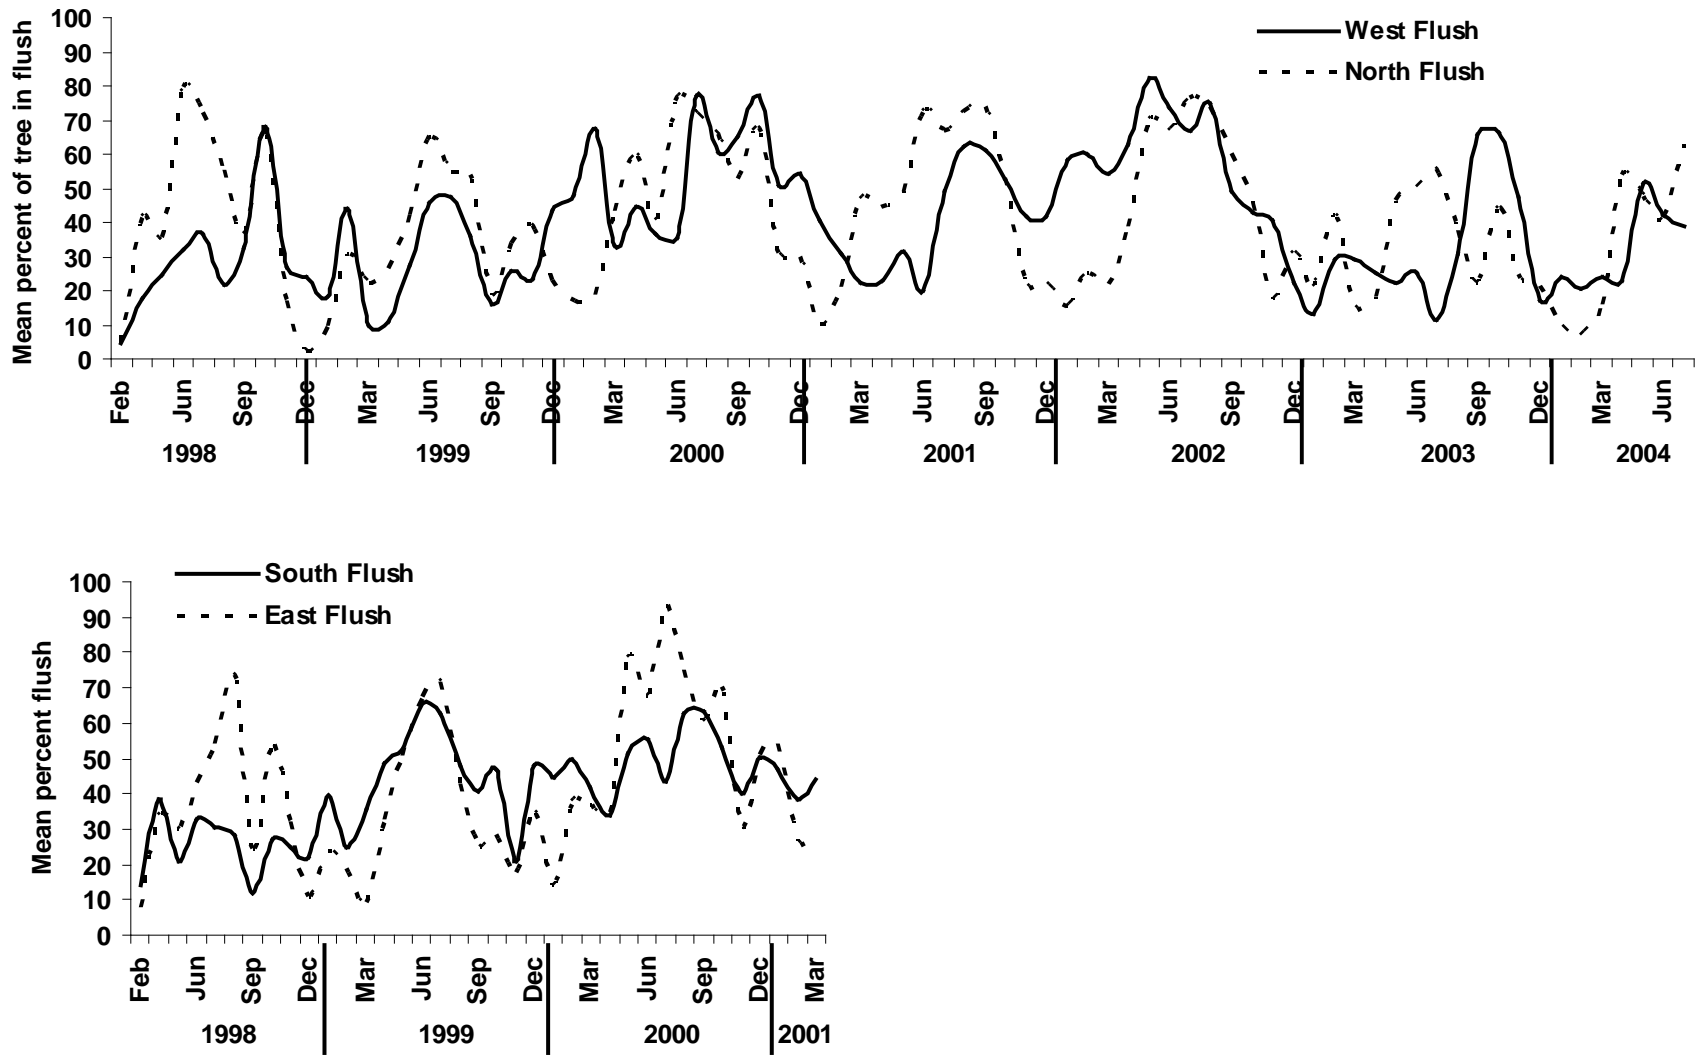 Mean percent of tree in flush
100
90
80
70
60
50
40
30
20
10
0
West Flush
North Flush
Feb Jun Sep Dec Mar Jun Sep Dec Mar Jun Sep Dec Mar Jun Sep Dec Mar Jun Sep Dec Mar Jun Sep Dec Mar Jun
1998 1999 2000 2001 2002 2003 2004
Mean percent flush
100
90
80
70
60
50
40
30
20
10
0
South Flush
East Flush
Feb Jun Sep Dec Mar Jun Sep Dec Mar Jun Sep Dec Mar
1998 1999 2000 2001